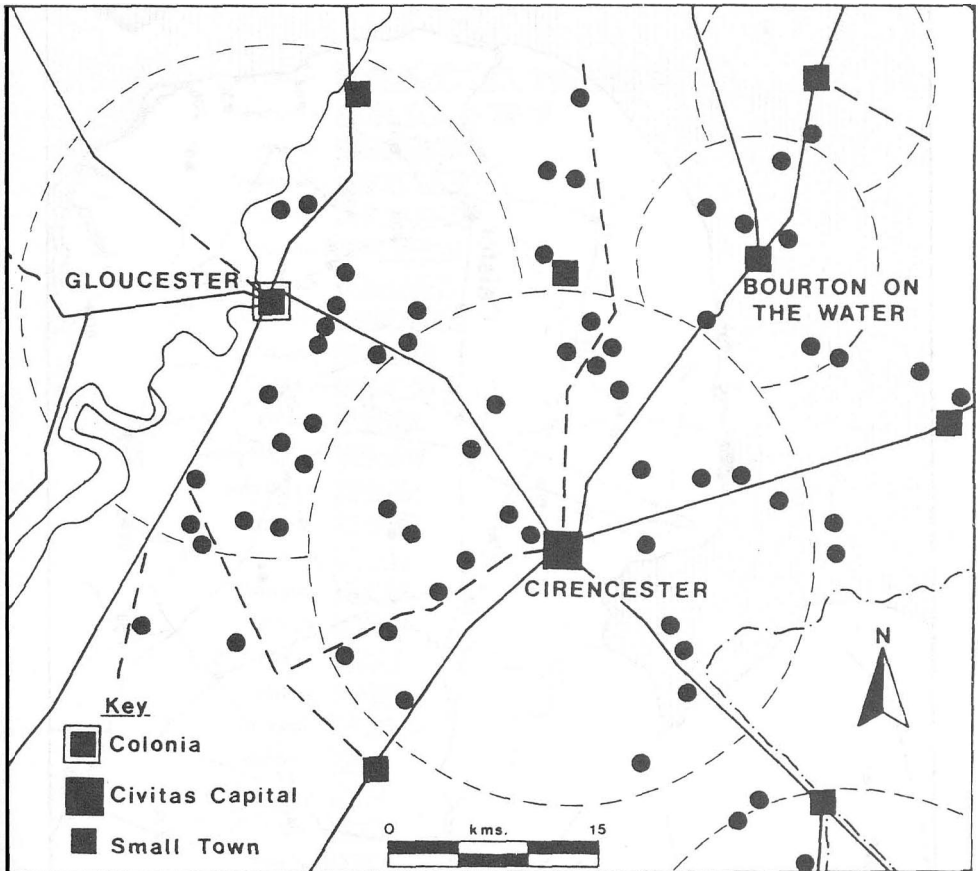 GLOUCESTER
BOURTON ON
THE WATER
CIRENCESTER
N
Key
Colonia
Civitas Capital
Small Town
0 kms. 15